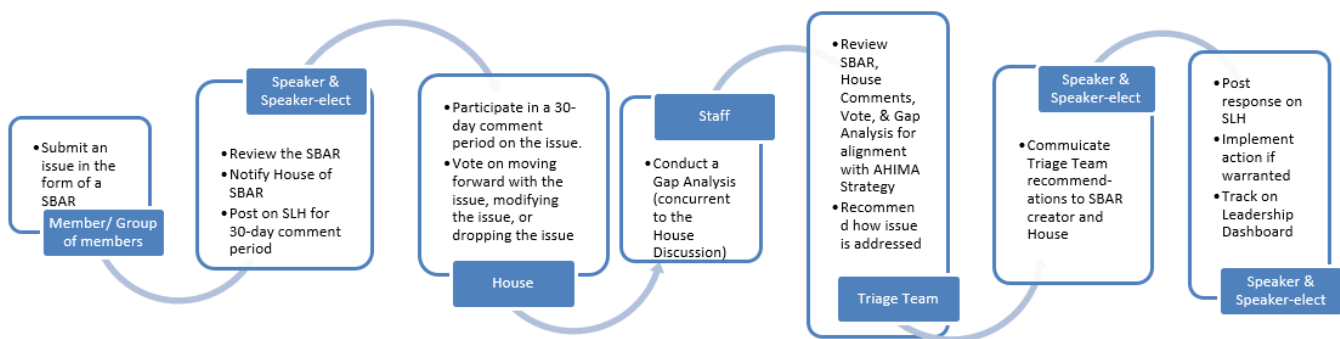 • Submit an
issue in the
form of a
SBAR
Member/ Group
of members
Speaker &
Speaker-elect
• Review the SBAR
• Notify House of
SBAR
• Post on SLH for
30-day comment
period
• Participate in a 30-
day comment
period on the issue.
• Vote on moving
forward with the
issue, modifying
the issue, or
dropping the issue
House
Staff
• Conduct a
Gap Analysis
(concurrent to
the House
Discussion)
• Review
SBAR,
House
Comments,
Vote, & Gap
Analysis for
alignment
with AHIMA
Strategy
• Recommen
d how issue
is addressed
Triage Team
Speaker &
Speaker-elect
• Commuicate
Triage Team
recommend-
ations to SBAR
creator and
House
• Post
response on
SLH
• Implement
action if
warranted
• Track on
Leadership
Dashboard
Speaker &
Speaker-elect